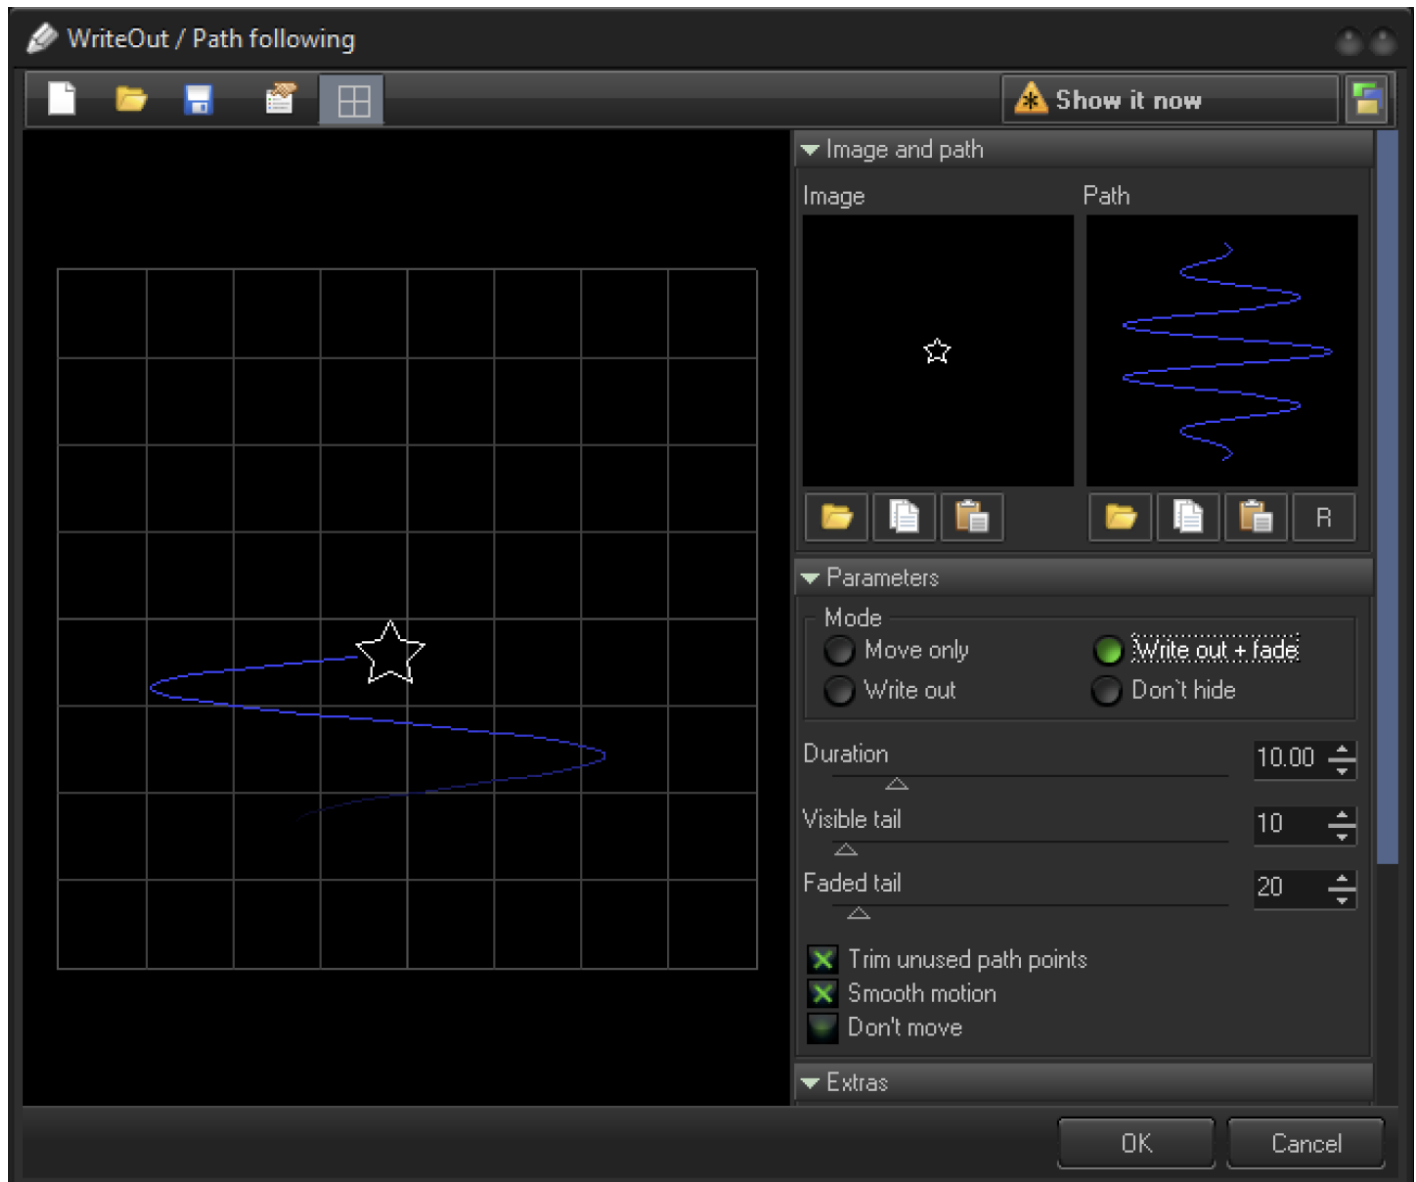 WriteOut / Path following
Show it now
Image and path
Image Path
R
Parameters
Mode
Move only Write out + fade
Write out Don`t hide
Duration 10.00
Visible tail 10
Faded tail 20
Trim unused path points
Smooth motion
Don't move
Extras
OK Cancel